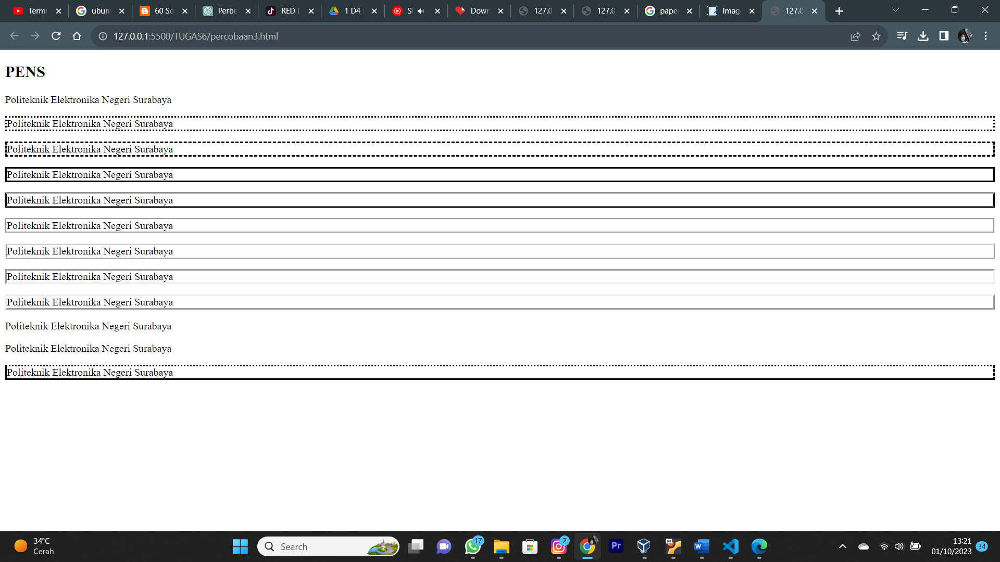 Termi
ubun
60 So
Perbe
RED D
1 D4
St
Down
127.0
127.0
pape
Imag
127.0
127.0.0.1:5500/TUGAS6/percobaan3.html
PENS
Politeknik Elektronika Negeri Surabaya
Politeknik Elektronika Negeri Surabaya
Politeknik Elektronika Negeri Surabaya
Politeknik Elektronika Negeri Surabaya
Politeknik Elektronika Negeri Surabaya
Politeknik Elektronika Negeri Surabaya
Politeknik Elektronika Negeri Surabaya
Politeknik Elektronika Negeri Surabaya
Politeknik Elektronika Negeri Surabaya
Politeknik Elektronika Negeri Surabaya
Politeknik Elektronika Negeri Surabaya
Politeknik Elektronika Negeri Surabaya
34°C
Cerah
Search
17
2
Pr
64
W
13:21
01/10/2023
34